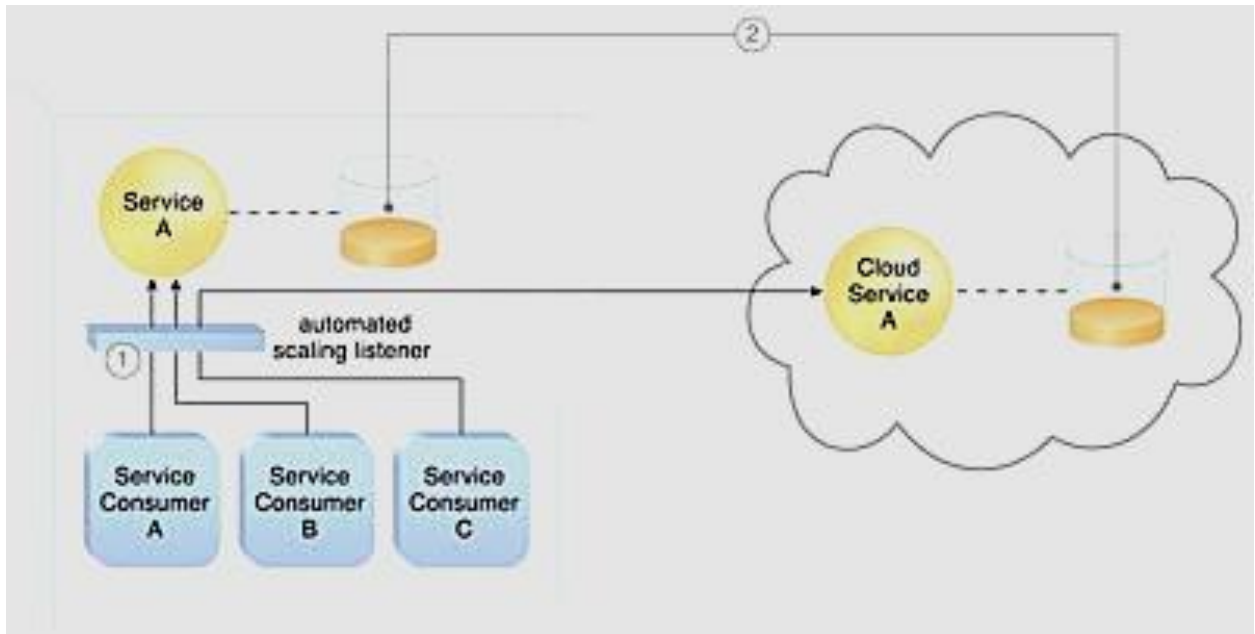 2
Service
A
Cloud
Service
A
automated
scaling listener
1
Service
Consumer
A
Service
Consumer
B
Service
Consumer
C